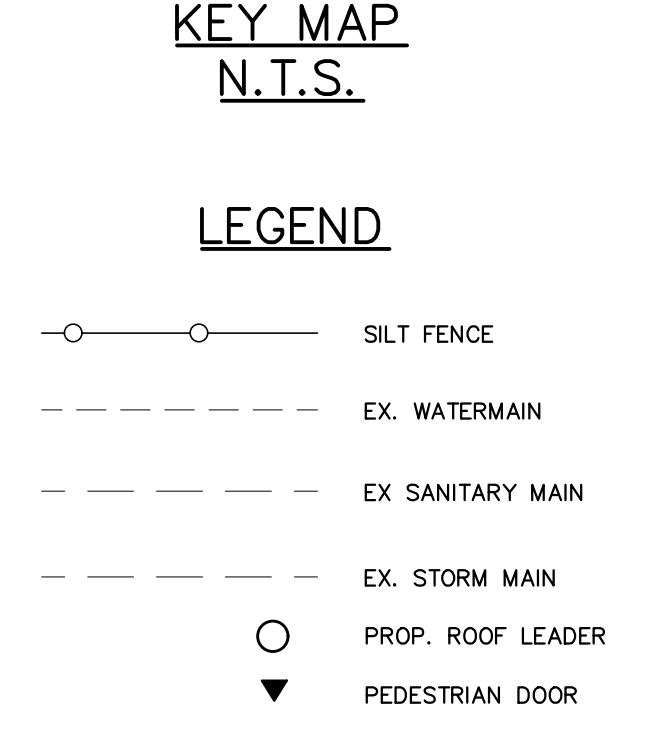 KEY MAP
N.T.S.
LEGEND
SILT FENCE
EX. WATERMAIN
EX SANITARY MAIN
EX. STORM MAIN
PROP. ROOF LEADER
PEDESTRIAN DOOR